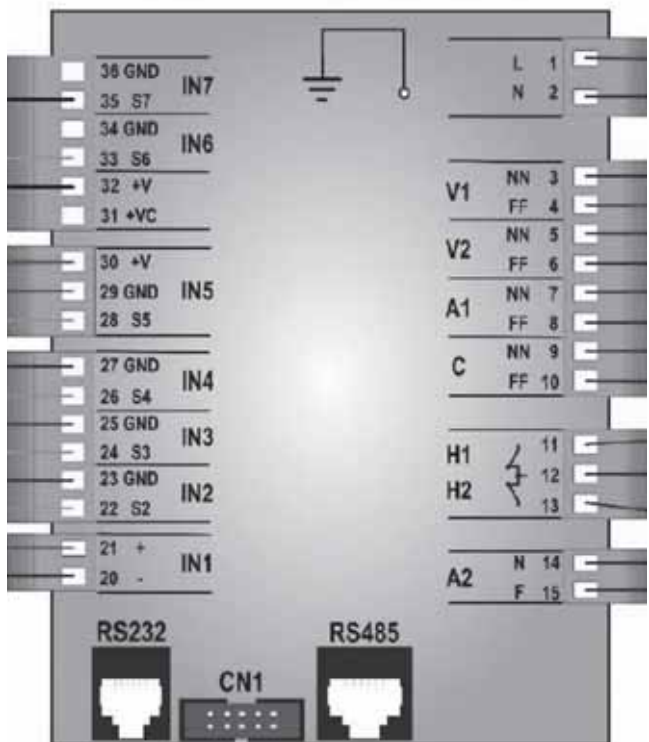 36 GND
IN7
35 S7
34 GND
IN6
33 S6
32 +V
31 +VC
30 +V
29 GND IN5
28 S5
27 GND
IN4
26 S4
25 GND
IN3
24 S3
23 GND
IN2
22 S2
21 +
IN1
20 -
L 1
N 2
V1
NN 3
FF 4
V2
NN 5
FF 6
A1
NN 7
FF 8
C
NN 9
FF 10
H1
11
12
H2
13
A2
N 14
F 15
RS232
CN1
RS485